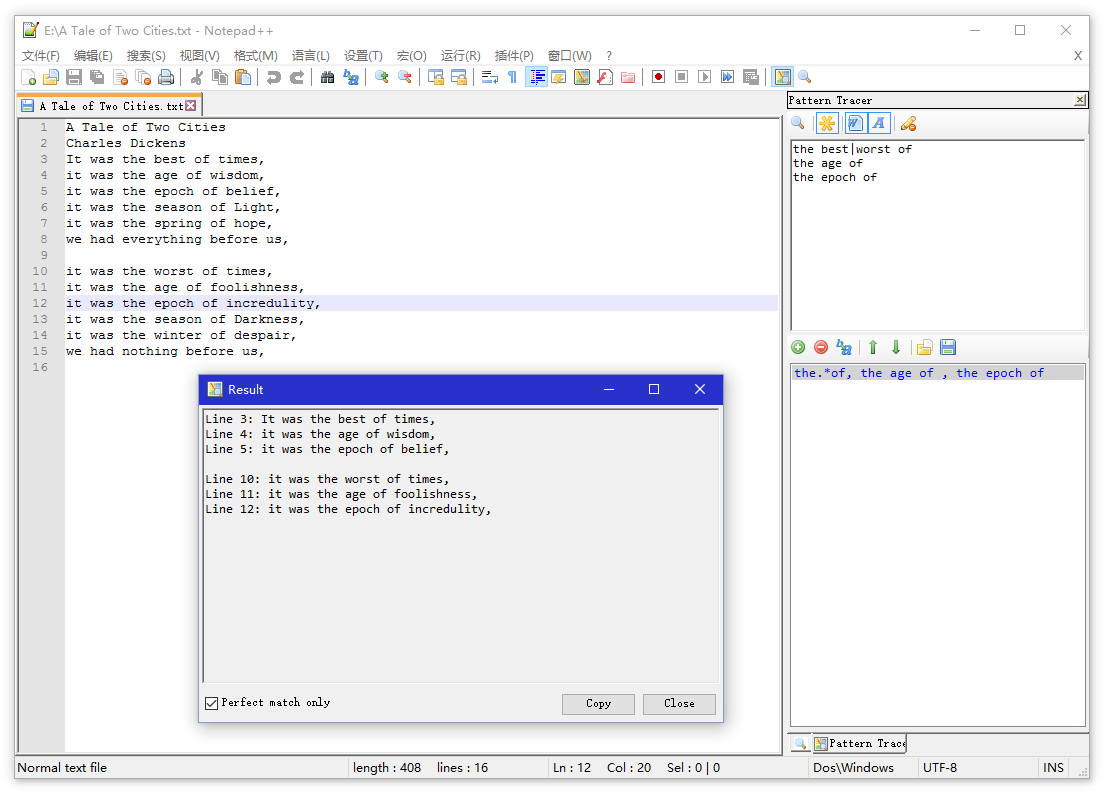 E:\A Tale of Two Cities.txt - Notepad++
文件(F) 编辑(E) 搜索(S) 视图(V) 格式(M) 语言(L) 设置(T) 宏(O) 运行(R) 插件(P) 窗口(W) ? X
A Tale of Two Cities.txt
1 A Tale of Two Cities
2 Charles Dickens
3 It was the best of times,
4 it was the age of wisdom,
5 it was the epoch of belief,
6 it was the season of Light,
7 it was the spring of hope,
8 we had everything before us,
9
10 it was the worst of times,
11 it was the age of foolishness,
12 it was the epoch of incredulity,
13 it was the season of Darkness,
14 it was the winter of despair,
15 we had nothing before us,
16
Pattern Tracer
the best|worst of
the age of
the epoch of
the.*of, the age of , the epoch of
Result
Line 3: It was the best of times,
Line 4: it was the age of wisdom,
Line 5: it was the epoch of belief,
Line 10: it was the worst of times,
Line 11: it was the age of foolishness,
Line 12: it was the epoch of incredulity,
Perfect match only
Copy Close
Pattern Trace
Normal text file length : 408 lines : 16 Ln : 12 Col : 20 Sel : 0 | 0 Dos\Windows UTF-8 INS